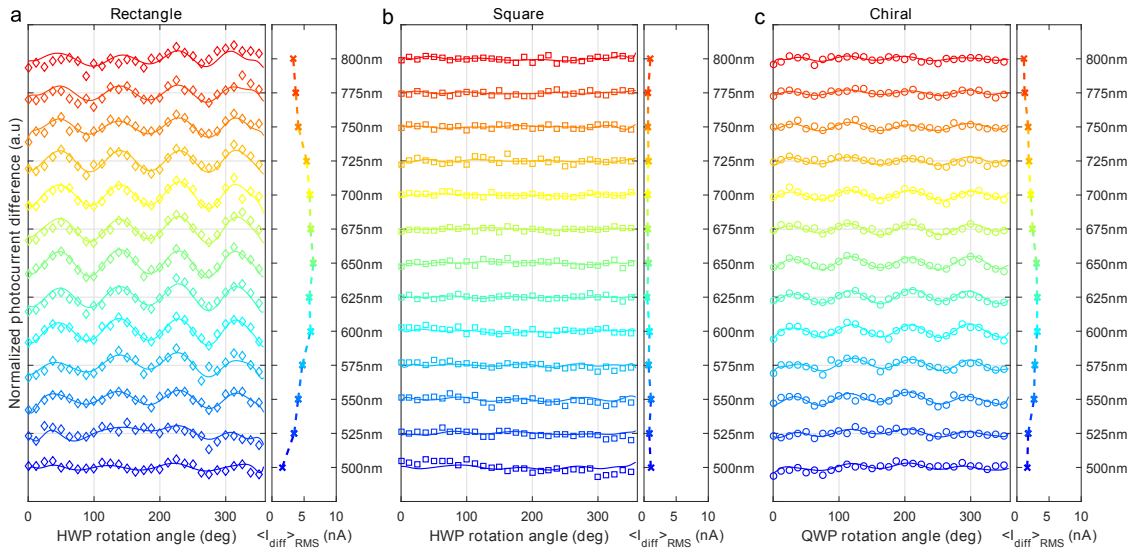 a Rectangle b Square c Chiral
Normalized photocurrent difference (a.u)
800nm 800nm 800nm
775nm 775nm 775nm
750nm 750nm 750nm
725nm 725nm 725nm
700nm 700nm 700nm
675nm 675nm 675nm
650nm 650nm 650nm
625nm 625nm 625nm
600nm 600nm 600nm
575nm 575nm 575nm
550nm 550nm 550nm
525nm 525nm 525nm
500nm 500nm 500nm
0 100 200 300 0 5 10 0 100 200 300 0 5 10 0 100 200 300 0 5 10
HWP rotation angle (deg) <I_diff>_RMS (nA) HWP rotation angle (deg) <I_diff>_RMS (nA) QWP rotation angle (deg) <I_diff>_RMS (nA)